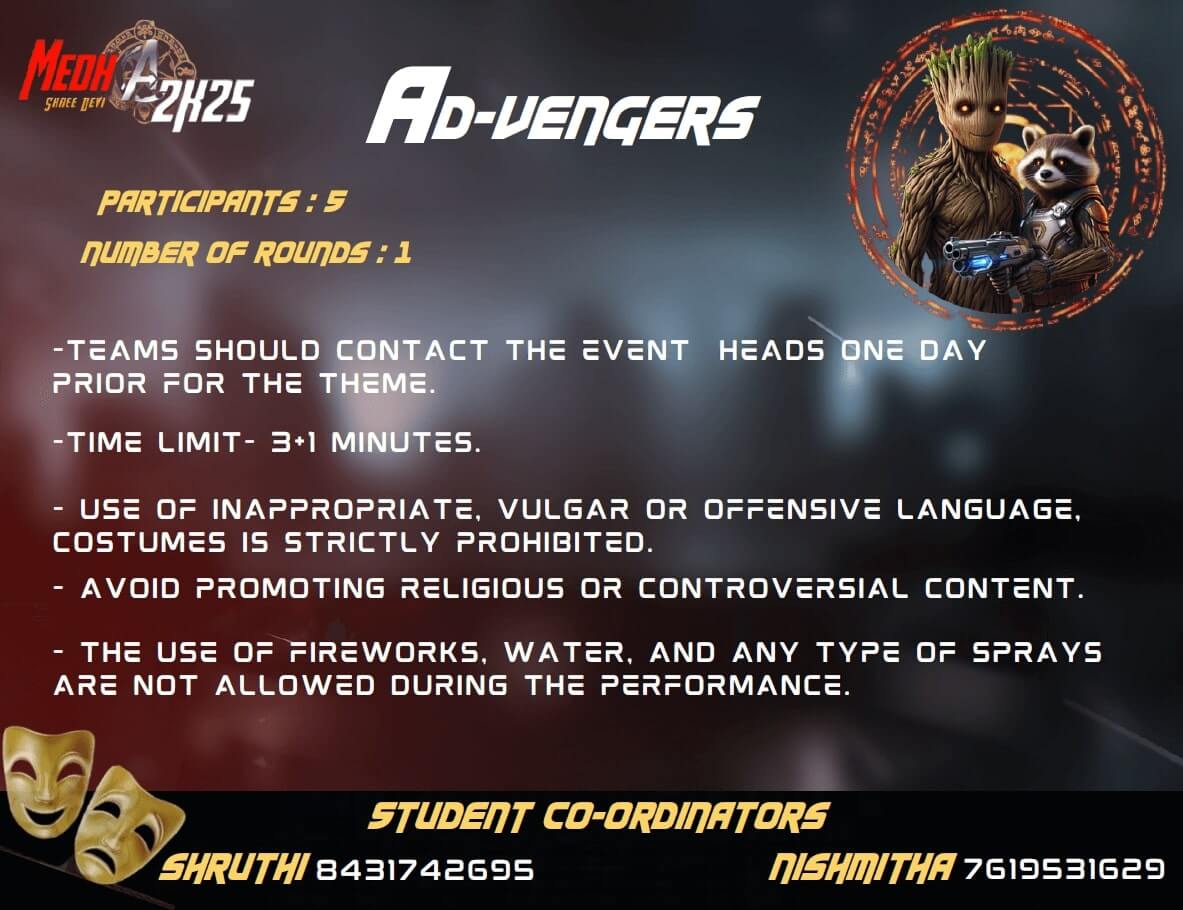 MEDHA
SHREE DEVI
2K25
AD-VENGERS
PARTICIPANTS : 5
NUMBER OF ROUNDS : 1
-TEAMS SHOULD CONTACT THE EVENT HEADS ONE DAY
PRIOR FOR THE THEME.
-TIME LIMIT- 3+1 MINUTES.
- USE OF INAPPROPRIATE, VULGAR OR OFFENSIVE LANGUAGE,
COSTUMES IS STRICTLY PROHIBITED.
- AVOID PROMOTING RELIGIOUS OR CONTROVERSIAL CONTENT.
- THE USE OF FIREWORKS, WATER, AND ANY TYPE OF SPRAYS
ARE NOT ALLOWED DURING THE PERFORMANCE.
STUDENT CO-ORDINATORS
SHRUTHI 8431742695
NISHMITHA 7619531629